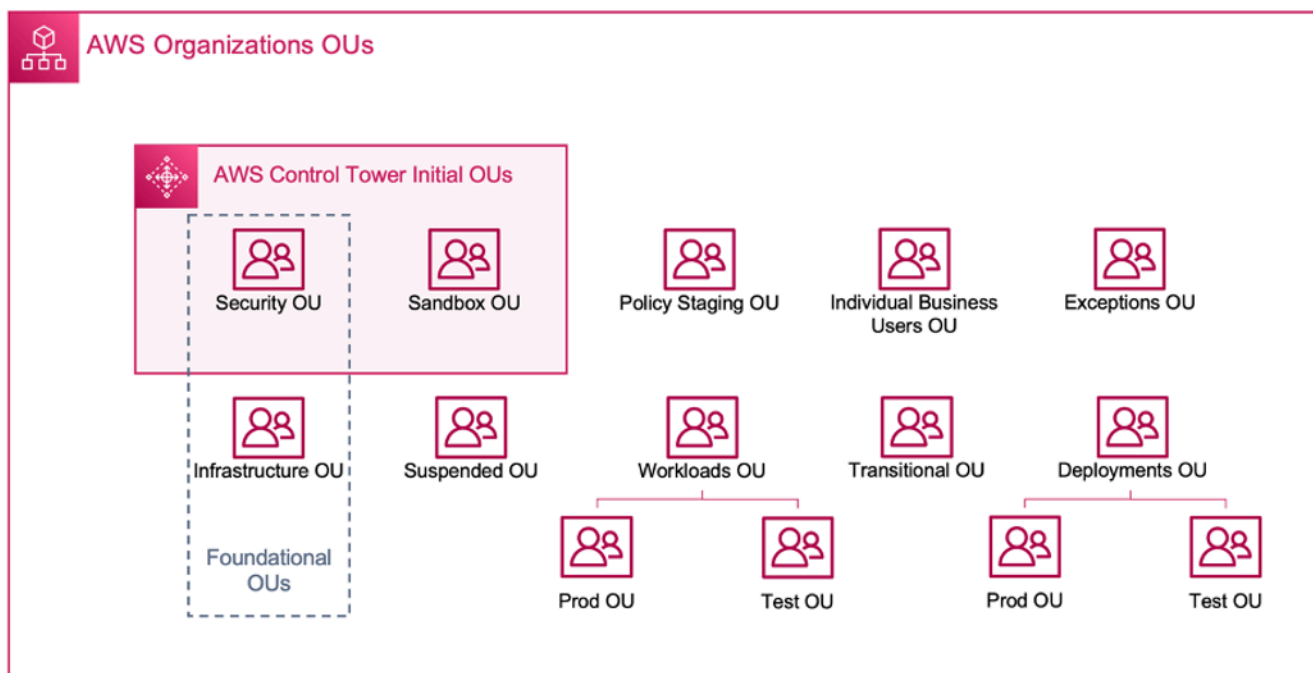 AWS Organizations OUs
AWS Control Tower Initial OUs
Security OU
Sandbox OU
Policy Staging OU
Individual Business
Users OU
Exceptions OU
Infrastructure OU
Suspended OU
Workloads OU
Transitional OU
Deployments OU
Foundational
OUs
Prod OU
Test OU
Prod OU
Test OU